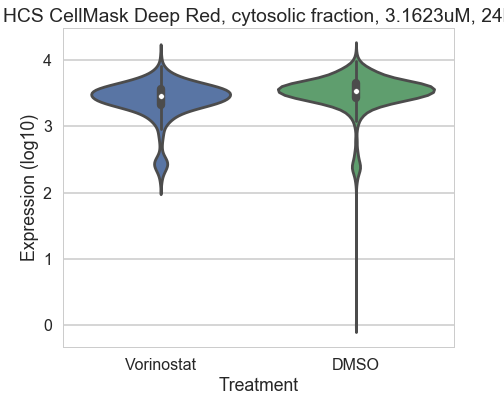 HCS CellMask Deep Red, cytosolic fraction, 3.1623uM, 24
4
3
2
1
0
Expression (log10)
Vorinostat
DMSO
Treatment